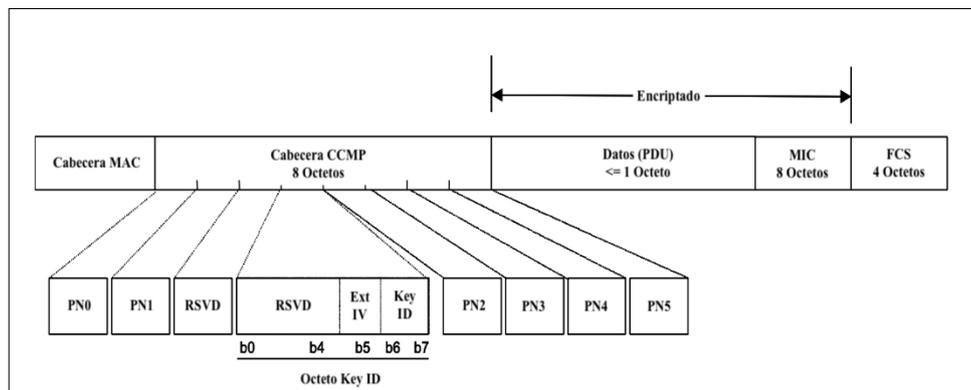 Encriptado
Cabecera MAC
Cabecera CCMP
8 Octetos
Datos (PDU)
<= 1 Octeto
MIC
8 Octetos
FCS
4 Octetos
PN0
PN1
RSVD
RSVD
Ext
IV
Key
ID
PN2
PN3
PN4
PN5
b0 b4 b5 b6 b7
Octeto Key ID